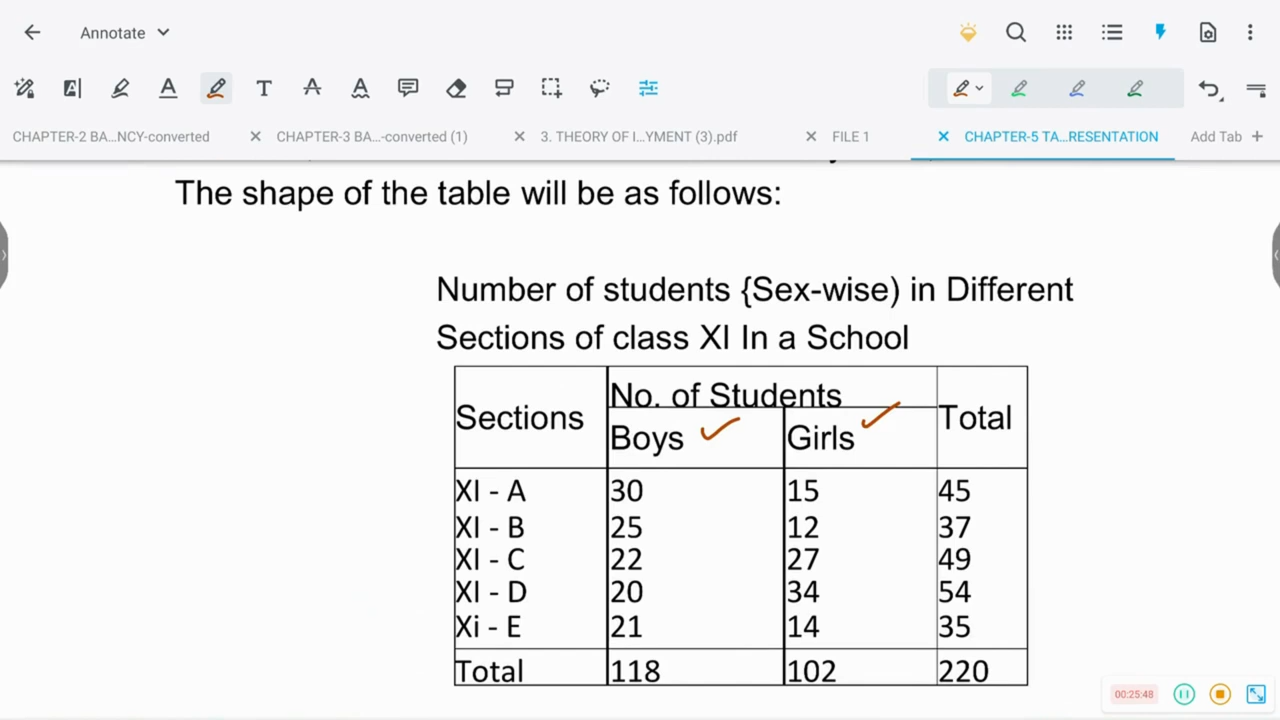 Annotate
CHAPTER-2 BA...NCY-converted CHAPTER-3 BA...-converted (1) 3. THEORY OF I...YMENT (3).pdf FILE 1 CHAPTER-5 TA...RESENTATION Add Tab +
The shape of the table will be as follows:
Number of students {Sex-wise) in Different
Sections of class XI In a School
Sections No. of Students Total
Boys Girls
XI - A 30 15 45
XI - B 25 12 37
XI - C 22 27 49
XI - D 20 34 54
Xi - E 21 14 35
Total 118 102 220
00:25:48